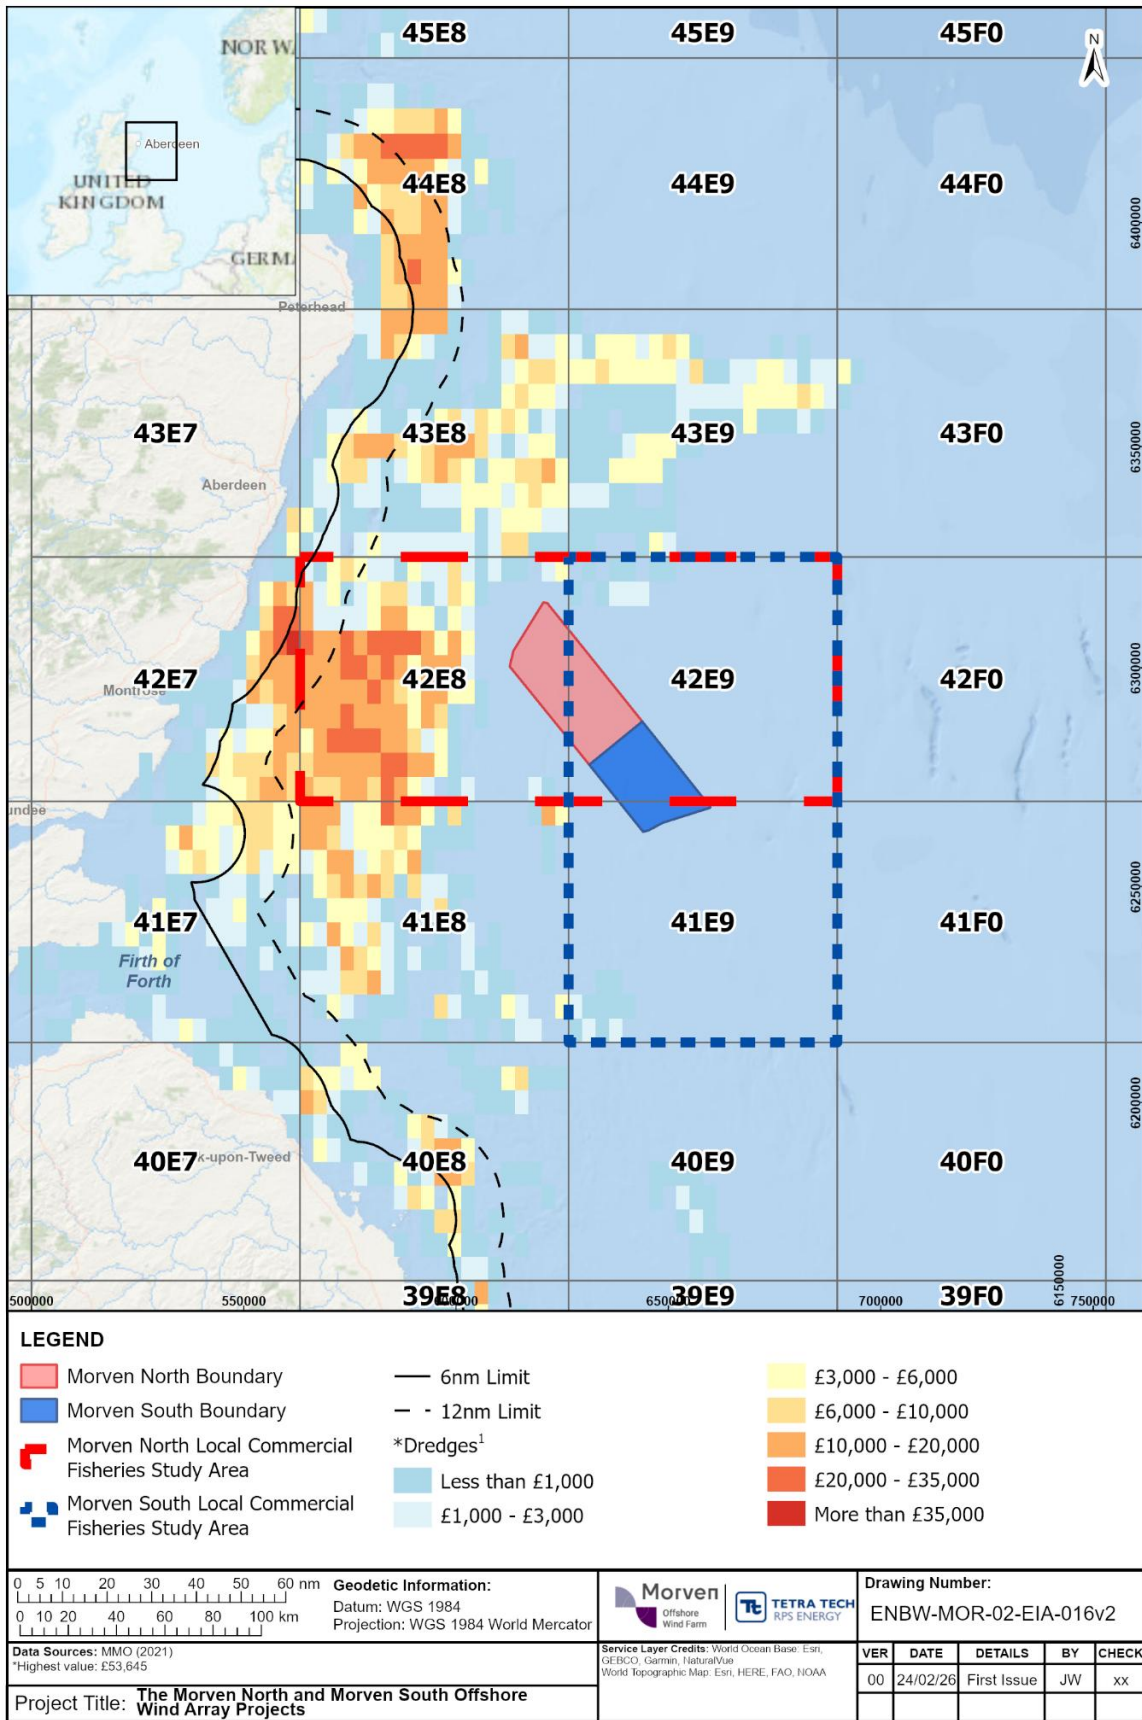 45E8
45E9
45F0
NOR W
N
Aberdeen
UNITED
KINGDOM
GERM
44E8
44E9
44F0
6400000
Peterhead
43E7
43E8
43E9
43F0
6350000
Aberdeen
42E7
42E8
42E9
42F0
6300000
Montrose
undee
6250000
41E7
41E8
41E9
41F0
Firth of
Forth
6200000
40E7
k-upon-Tweed
40E8
40E9
40F0
6150000
39E8
39E9
39F0
500000
550000
650000
700000
750000
LEGEND
Morven North Boundary
Morven South Boundary
Morven North Local Commercial
Fisheries Study Area
Morven South Local Commercial
Fisheries Study Area
6nm Limit
12nm Limit
*Dredges¹
Less than £1,000
£1,000 - £3,000
£3,000 - £6,000
£6,000 - £10,000
£10,000 - £20,000
£20,000 - £35,000
More than £35,000
0 5 10 20 30 40 50 60 nm
0 10 20 40 60 80 100 km
Geodetic Information:
Datum: WGS 1984
Projection: WGS 1984 World Mercator
Data Sources: MMO (2021)
*Highest value: £53,645
Project Title: The Morven North and Morven South Offshore
Wind Array Projects
Morven
Offshore
Wind Farm
Tt
TETRA TECH
RPS ENERGY
Service Layer Credits: World Ocean Base: Esri,
GEBCO, Garmin, NaturalVue
World Topographic Map: Esri, HERE, FAO, NOAA
Drawing Number:
ENBW-MOR-02-EIA-016v2
VER DATE DETAILS BY CHECK
00 24/02/26 First Issue JW xx